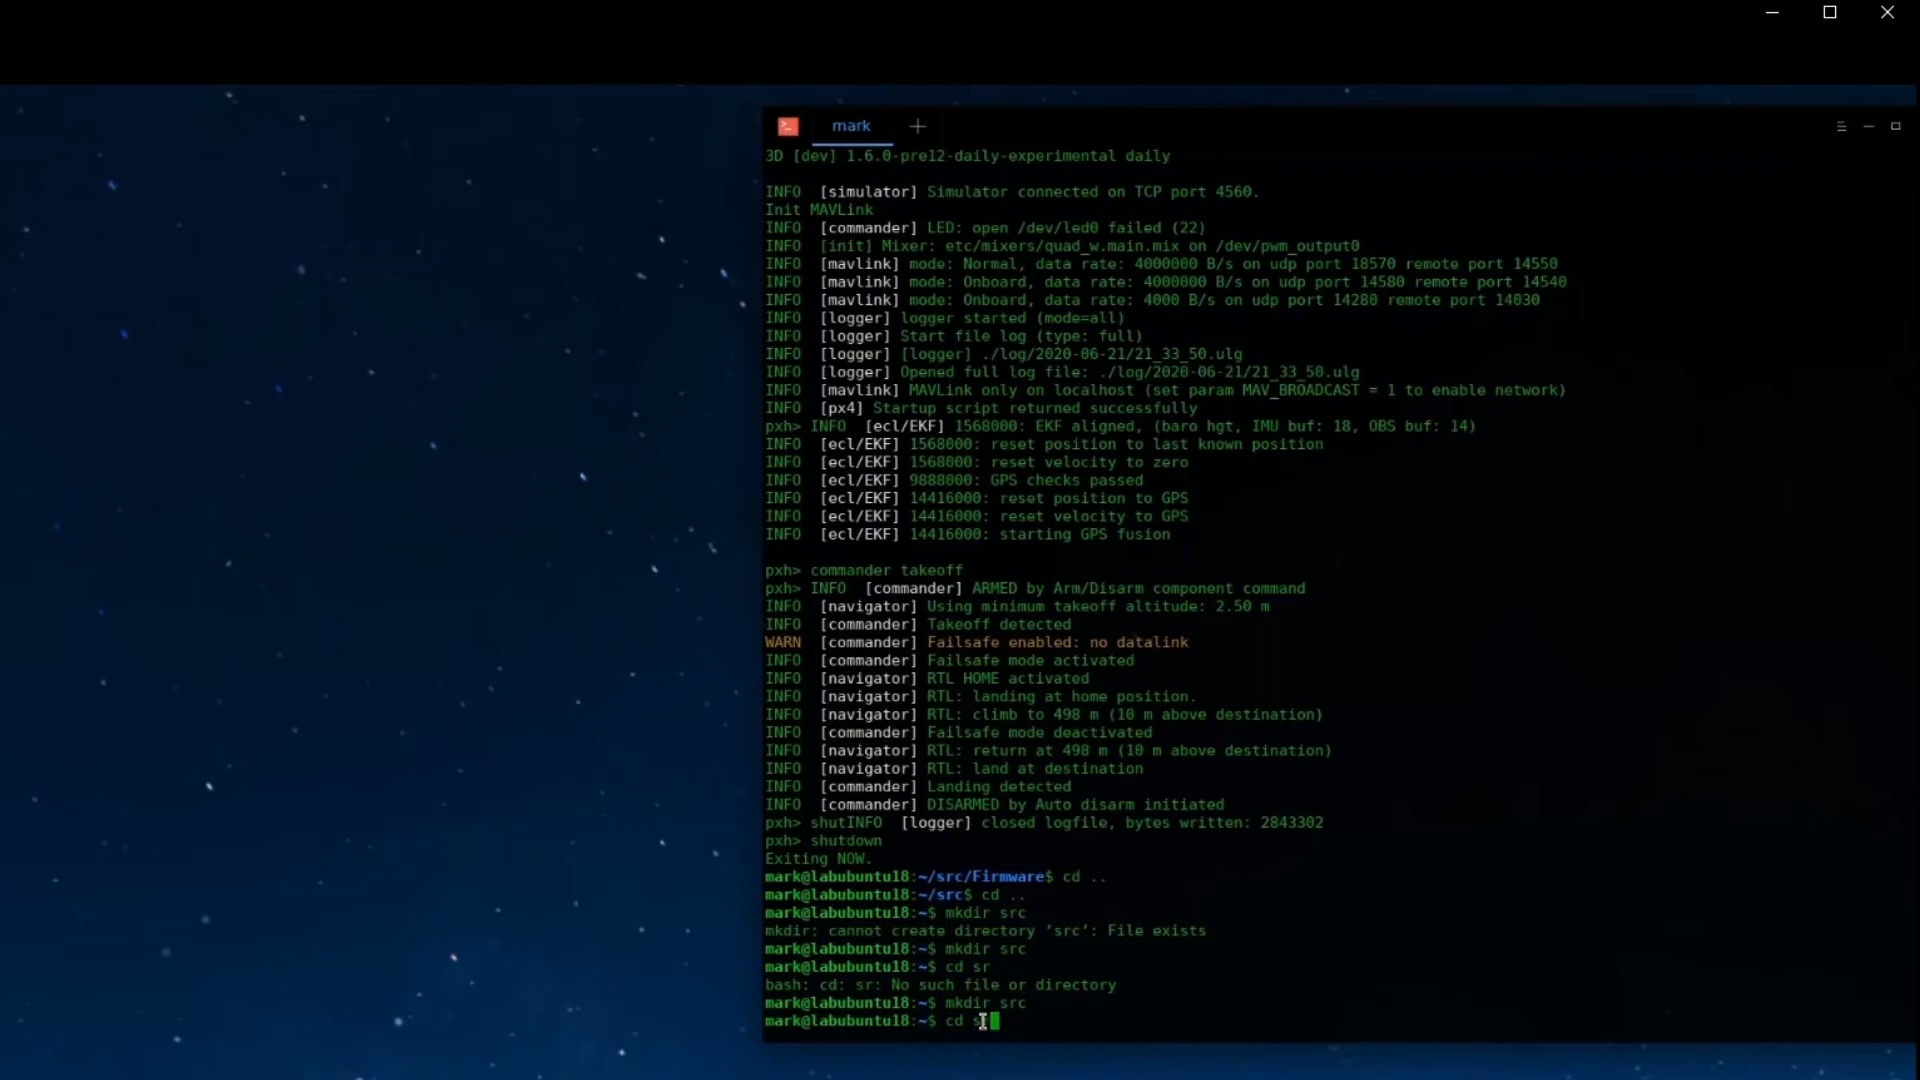 mark
3D [dev] 1.6.0-pre12-daily-experimental daily
INFO [simulator] Simulator connected on TCP port 4560.
Init MAVLink
INFO [commander] LED: open /dev/led0 failed (22)
INFO [init] Mixer: etc/mixers/quad_w.main.mix on /dev/pwm_output0
INFO [mavlink] mode: Normal, data rate: 4000000 B/s on udp port 18570 remote port 14550
INFO [mavlink] mode: Onboard, data rate: 4000000 B/s on udp port 14580 remote port 14540
INFO [mavlink] mode: Onboard, data rate: 4000 B/s on udp port 14280 remote port 14030
INFO [logger] logger started (mode=all)
INFO [logger] Start file log (type: full)
INFO [logger] [logger] ./log/2020-06-21/21_33_50.ulg
INFO [logger] Opened full log file: ./log/2020-06-21/21_33_50.ulg
INFO [mavlink] MAVLink only on localhost (set param MAV_BROADCAST = 1 to enable network)
INFO [px4] Startup script returned successfully
pxh> INFO [ecl/EKF] 1568000: EKF aligned, (baro hgt, IMU buf: 18, OBS buf: 14)
INFO [ecl/EKF] 1568000: reset position to last known position
INFO [ecl/EKF] 1568000: reset velocity to zero
INFO [ecl/EKF] 9888000: GPS checks passed
INFO [ecl/EKF] 14416000: reset position to GPS
INFO [ecl/EKF] 14416000: reset velocity to GPS
INFO [ecl/EKF] 14416000: starting GPS fusion
pxh> commander takeoff
pxh> INFO [commander] ARMED by Arm/Disarm component command
INFO [navigator] Using minimum takeoff altitude: 2.50 m
INFO [commander] Takeoff detected
WARN [commander] Failsafe enabled: no datalink
INFO [commander] Failsafe mode activated
INFO [navigator] RTL HOME activated
INFO [navigator] RTL: landing at home position.
INFO [navigator] RTL: climb to 498 m (10 m above destination)
INFO [commander] Failsafe mode deactivated
INFO [navigator] RTL: return at 498 m (10 m above destination)
INFO [navigator] RTL: land at destination
INFO [commander] Landing detected
INFO [commander] DISARMED by Auto disarm initiated
pxh> shutINFO [logger] closed logfile, bytes written: 2843302
pxh> shutdown
Exiting NOW.
mark@labubuntu18:~/src/Firmware$ cd ..
mark@labubuntu18:~/src$ cd ..
mark@labubuntu18:~$ mkdir src
mkdir: cannot create directory ‘src’: File exists
mark@labubuntu18:~$ mkdir src
mark@labubuntu18:~$ cd sr
bash: cd: sr: No such file or directory
mark@labubuntu18:~$ mkdir src
mark@labubuntu18:~$ cd